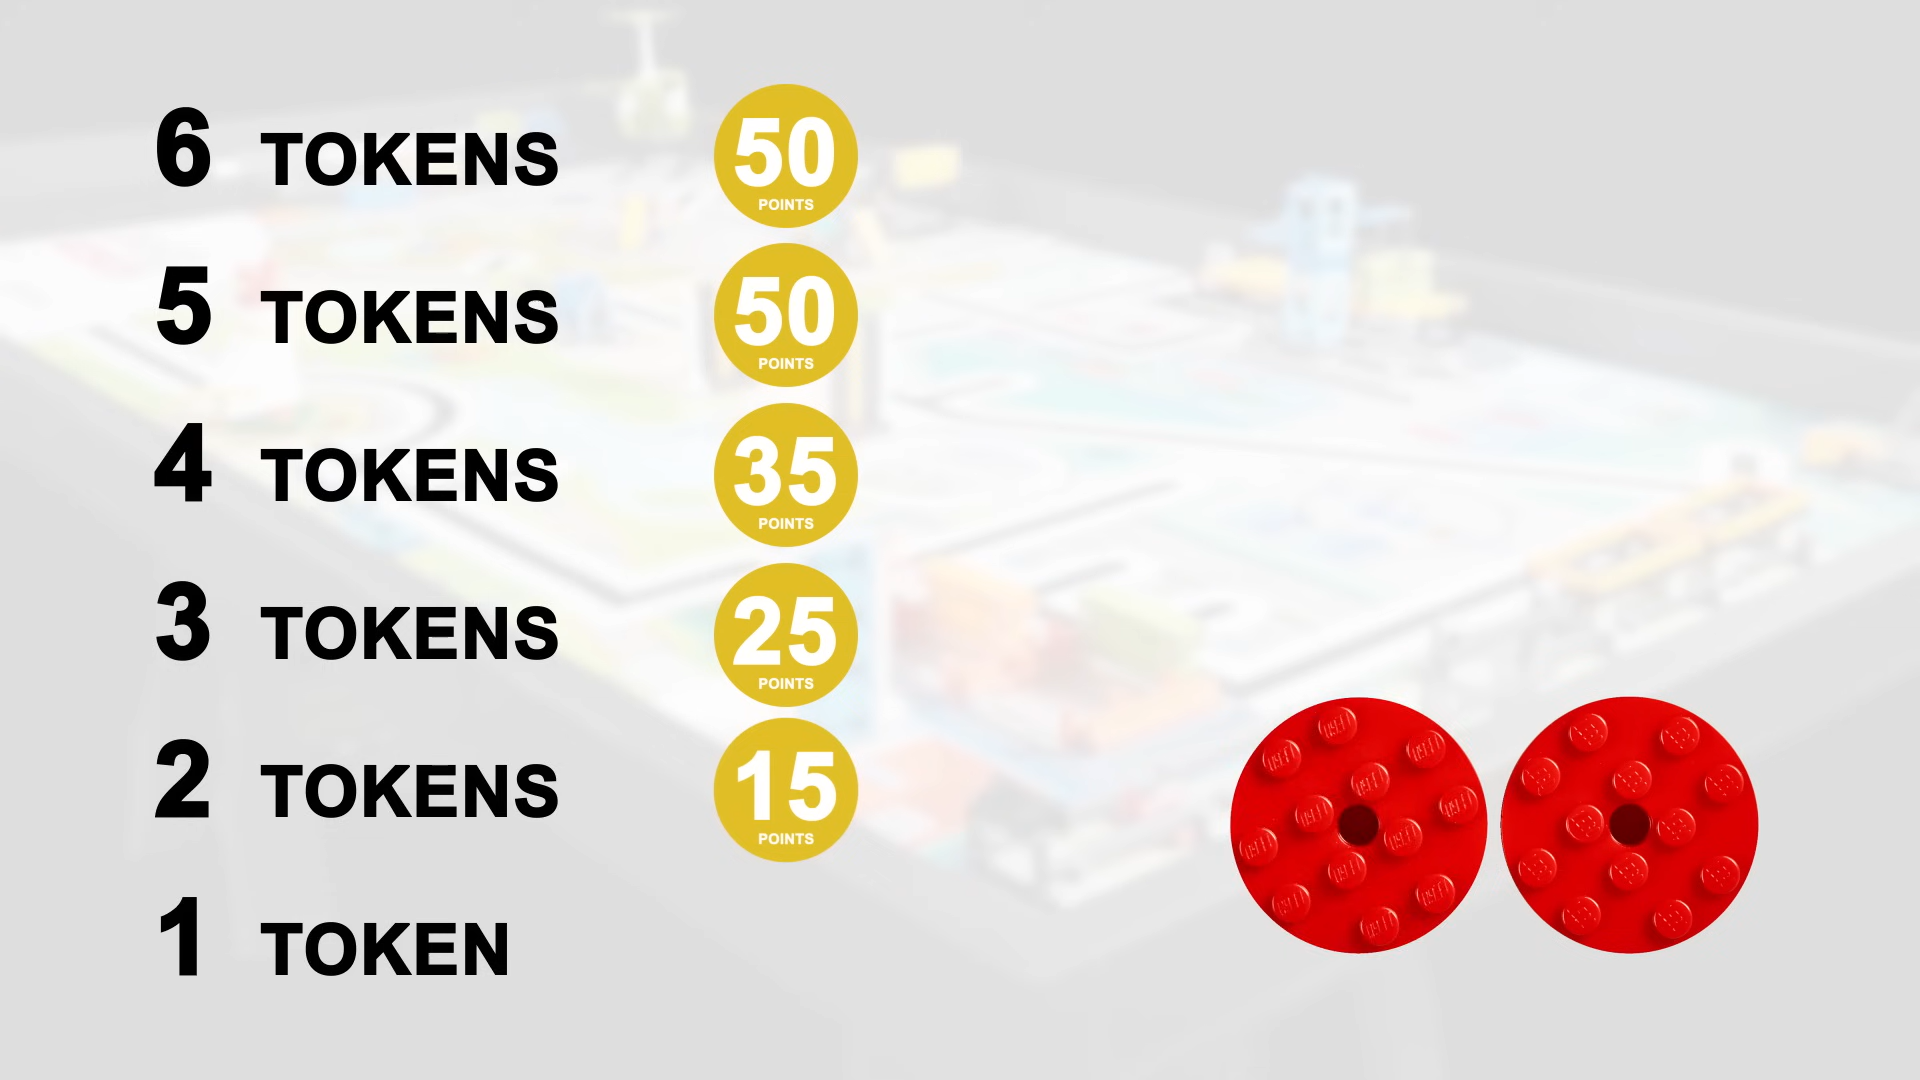 6 TOKENS 50 POINTS
5 TOKENS 50 POINTS
4 TOKENS 35 POINTS
3 TOKENS 25 POINTS
2 TOKENS 15 POINTS
1 TOKEN